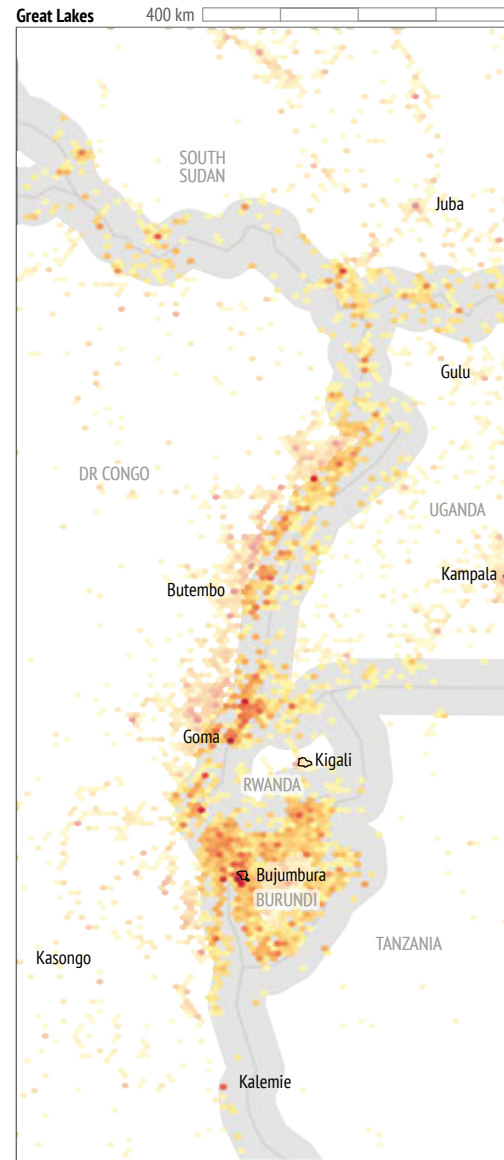 Great Lakes
400 km
SOUTH
SUDAN
Juba
Gulu
DR CONGO
UGANDA
Kampala
Butembo
Goma
Kigali
RWANDA
Bujumbura
BURUNDI
TANZANIA
Kasongo
Kalemie